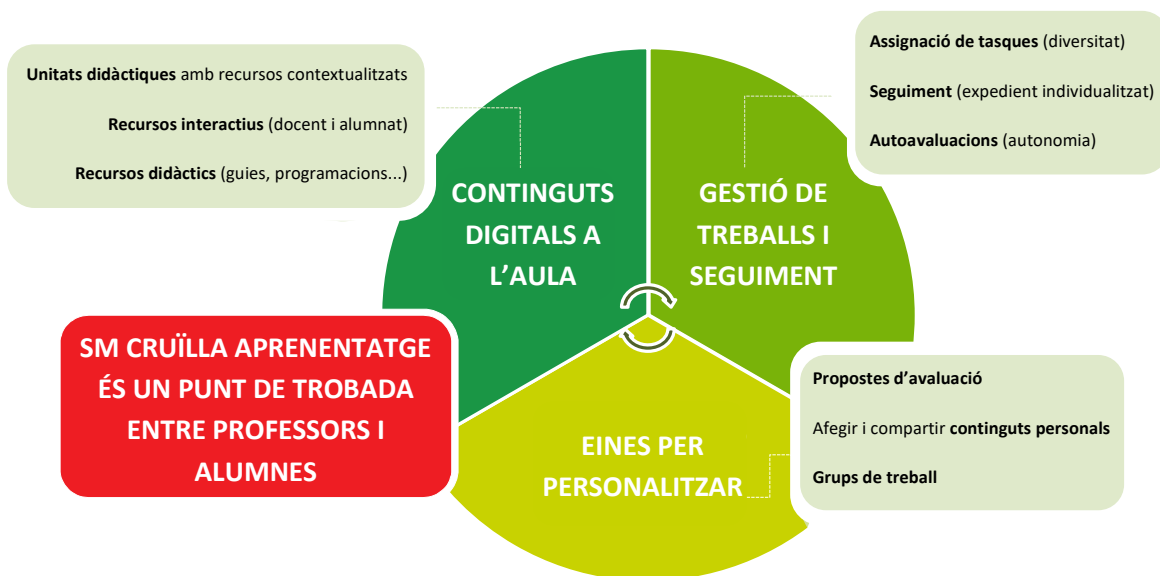 Unitats didàctiques amb recursos contextualitzats
Recursos interactius (docent i alumnat)
Recursos didàctics (guies, programacions...)
Assignació de tasques (diversitat)
Seguiment (expedient individualitzat)
Autoavaluacions (autonomia)
CONTINGUTS
DIGITALS A
L’AULA
GESTIÓ DE
TREBALLS I
SEGUIMENT
SM CRUÏLLA APRENENTATGE
ÉS UN PUNT DE TROBADA
ENTRE PROFESSORS I
ALUMNES
EINES PER
PERSONALITZAR
Propostes d’avaluació
Afegir i compartir continguts personals
Grups de treball